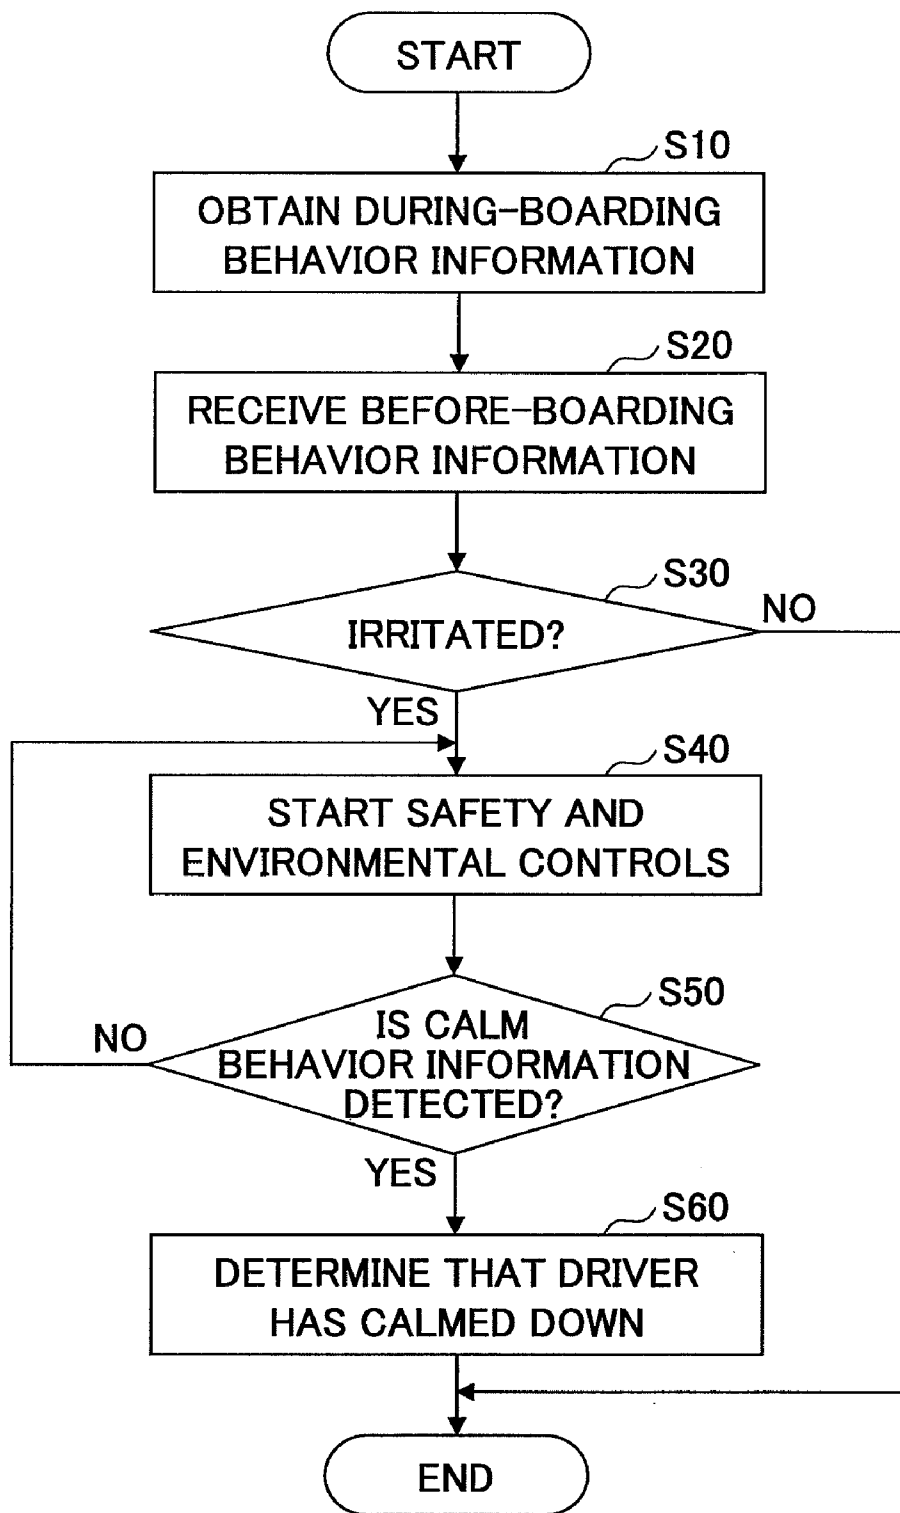 START
S10
OBTAIN DURING-BOARDING
BEHAVIOR INFORMATION
S20
RECEIVE BEFORE-BOARDING
BEHAVIOR INFORMATION
S30
IRRITATED?
NO
YES
S40
START SAFETY AND
ENVIRONMENTAL CONTROLS
S50
IS CALM
BEHAVIOR INFORMATION
DETECTED?
NO
YES
S60
DETERMINE THAT DRIVER
HAS CALMED DOWN
END